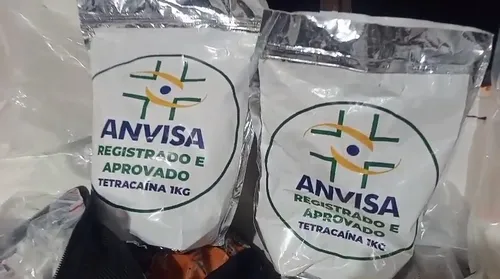 ANVISA
REGISTRADO E
APROVADO
TETRACAÍNA 1KG
ANVISA
REGISTRADO E
APROVADO
TETRACAÍNA 1KG